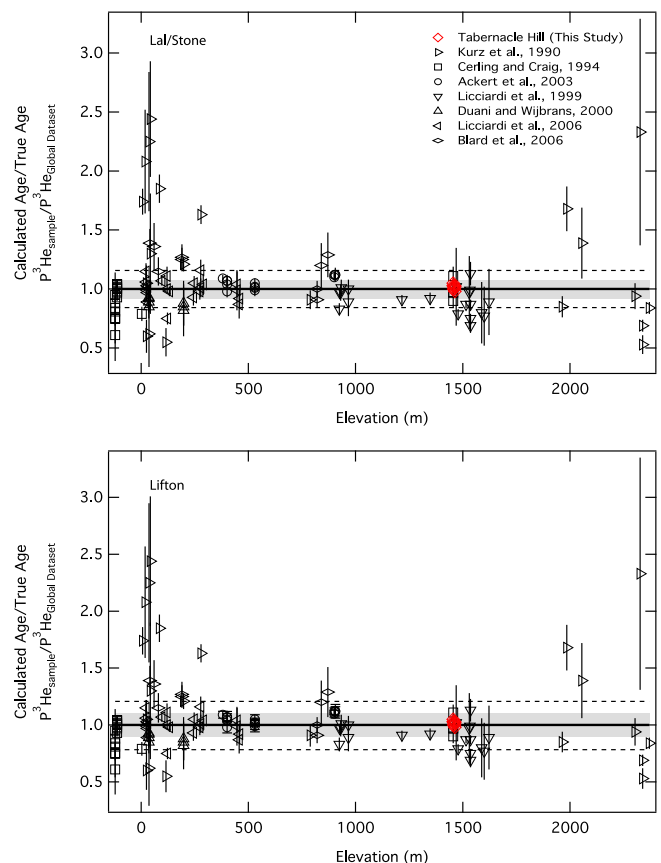 Lal/Stone
Tabernacle Hill (This Study)
Kurz et al., 1990
Cerling and Craig, 1994
Ackert et al., 2003
Licciardi et al., 1999
Duani and Wijbrans, 2000
Licciardi et al., 2006
Blard et al., 2006
Calculated Age/True Age
P³He_sample/P³He_Global Dataset
3.0
2.5
2.0
1.5
1.0
0.5
0 500 1000 1500 2000
Elevation (m)
Lifton
Calculated Age/True Age
P³He_sample/P³He_Global Dataset
3.0
2.5
2.0
1.5
1.0
0.5
0 500 1000 1500 2000
Elevation (m)